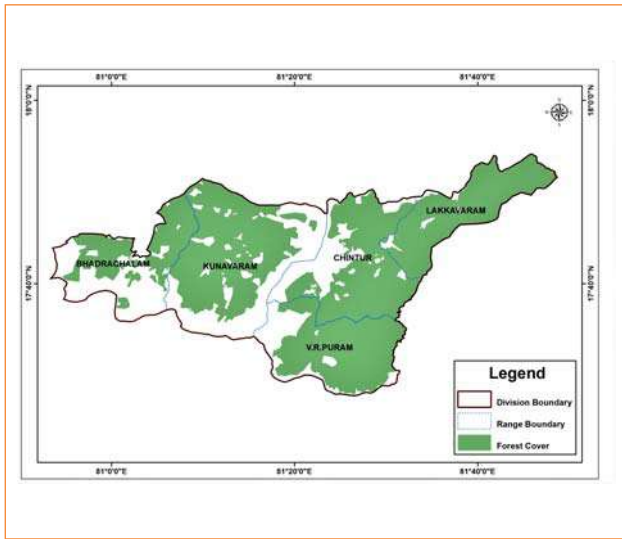 81°0'0"E 81°20'0"E 81°40'0"E
18°0'0"N 18°0'0"N
LAKKAVARAM
BHADRACHALAM KUNAVARAM CHINTUR
17°40'0"N 17°40'0"N
V.R.PURAM
Legend
Division Boundary
Range Boundary
Forest Cover
81°0'0"E 81°20'0"E 81°40'0"E